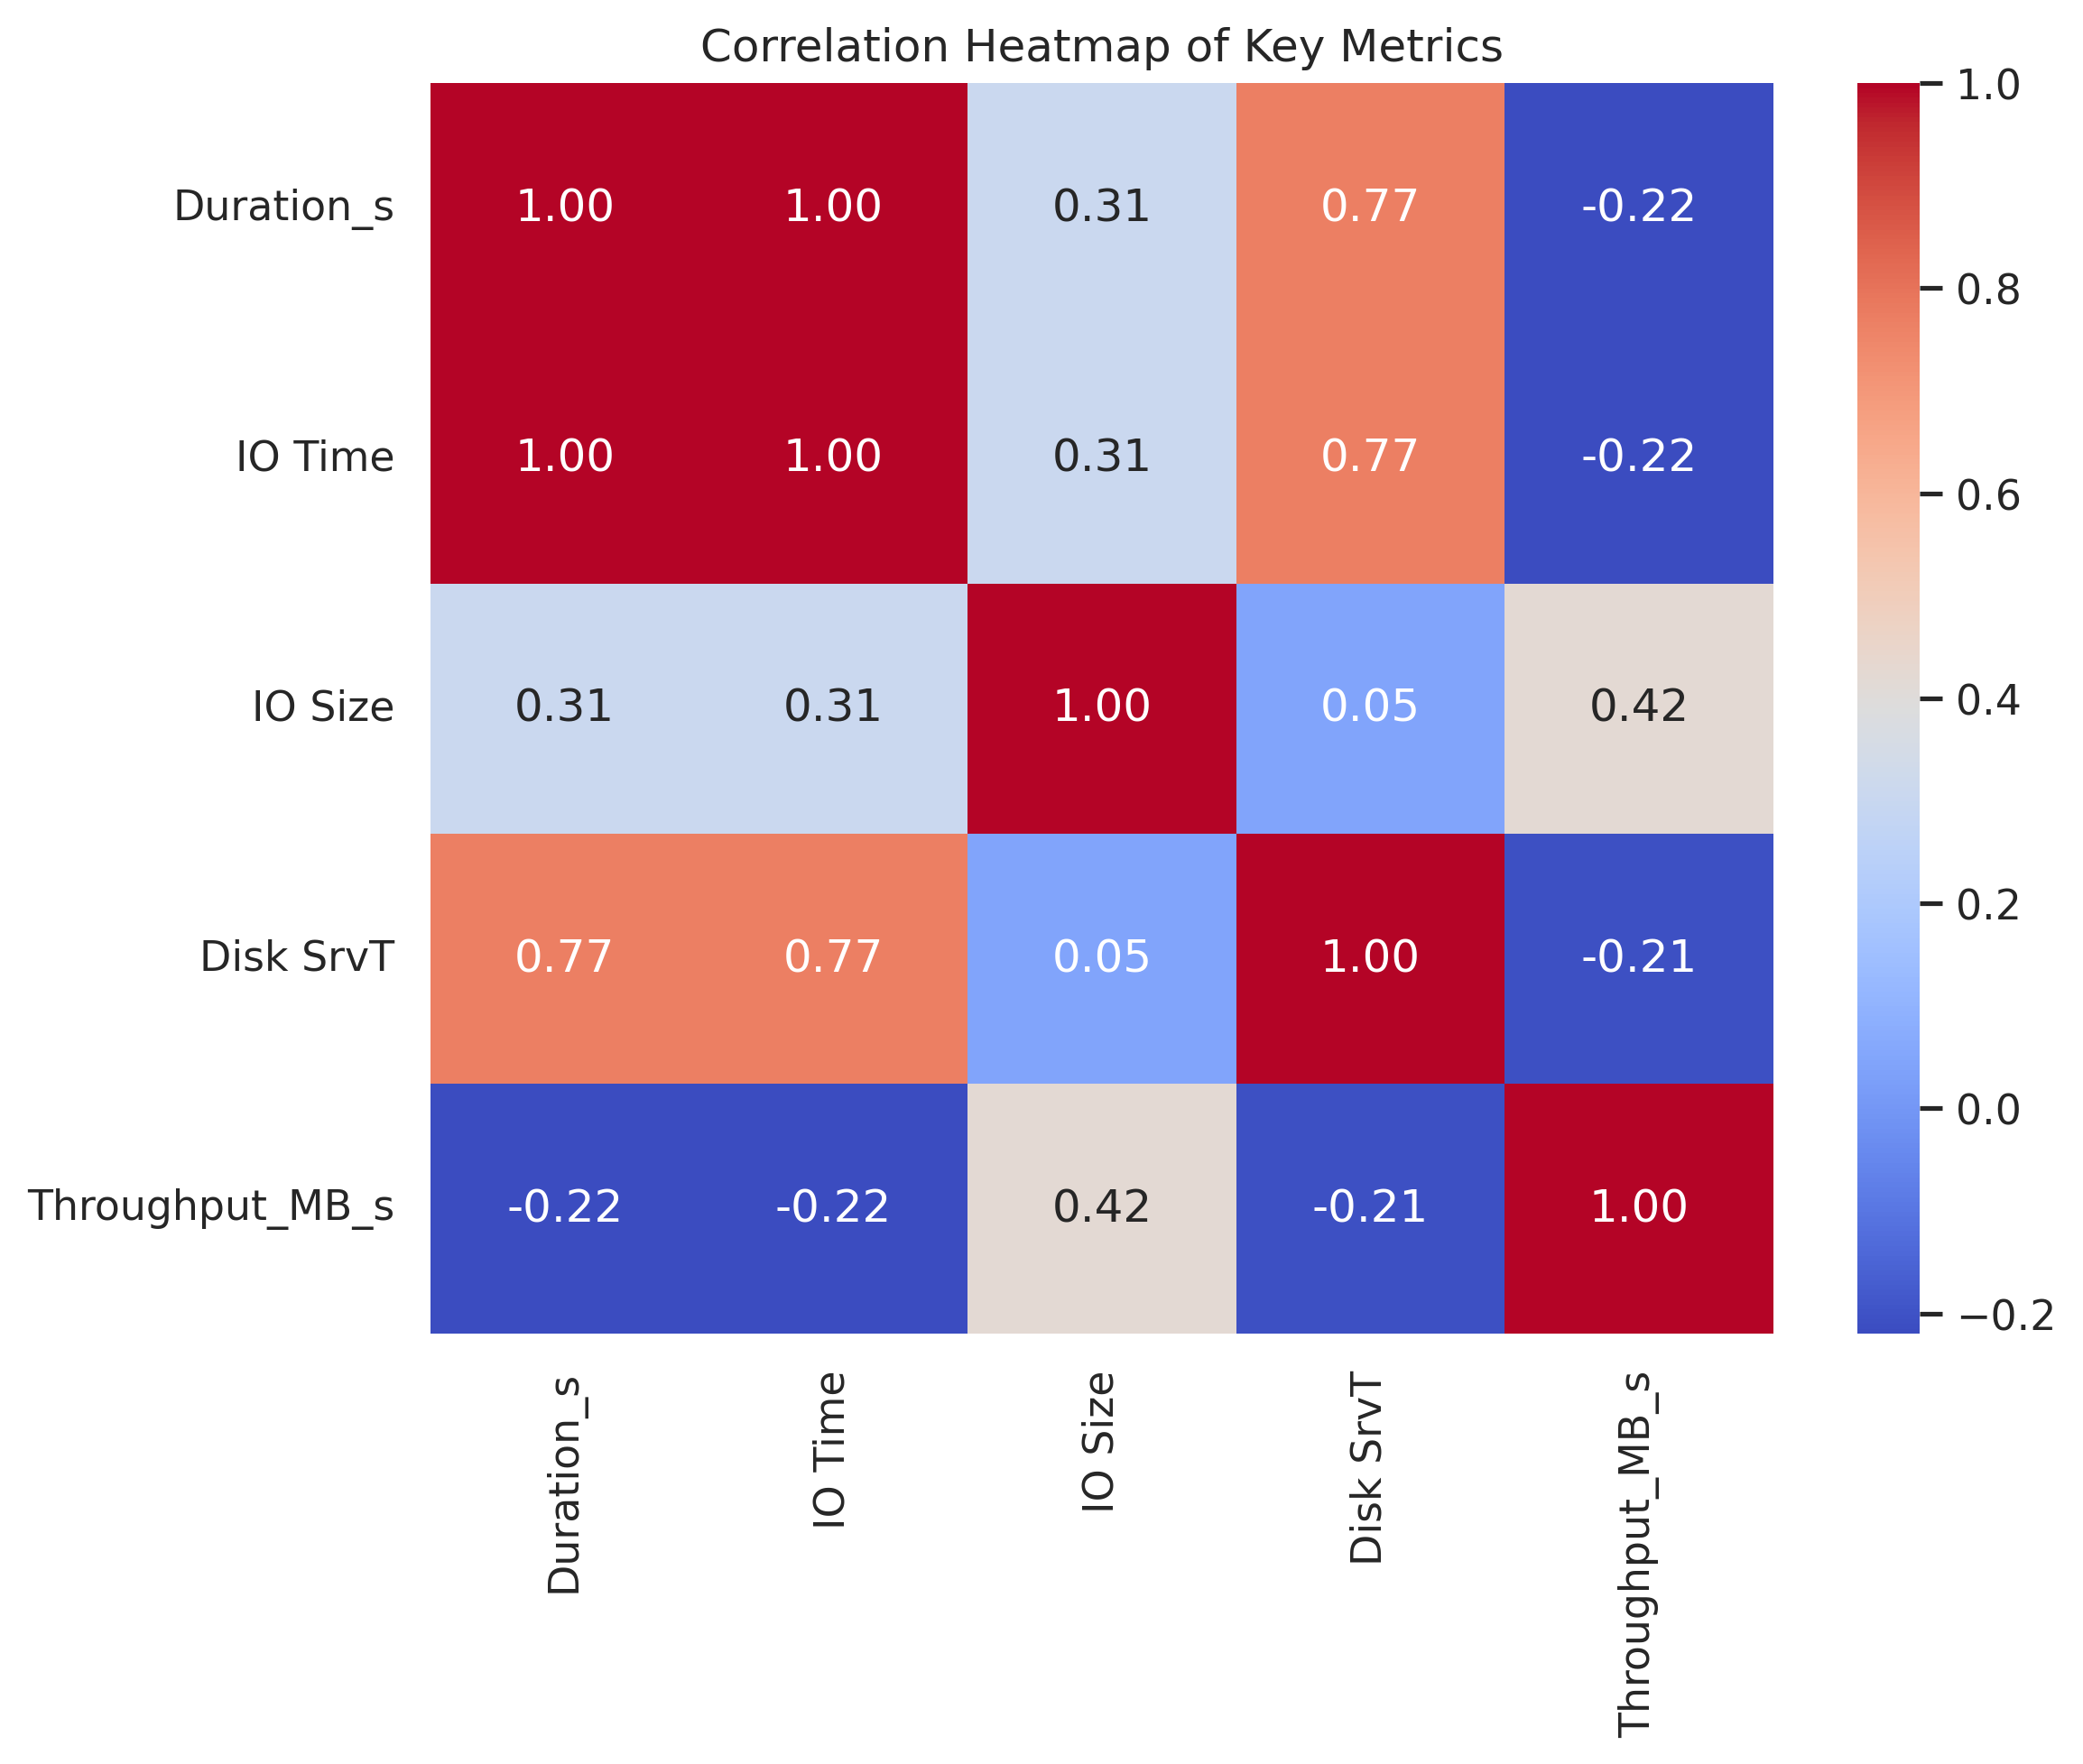 Correlation Heatmap of Key Metrics
Duration_s 1.00 1.00 0.31 0.77 -0.22
IO Time 1.00 1.00 0.31 0.77 -0.22
IO Size 0.31 0.31 1.00 0.05 0.42
Disk SrvT 0.77 0.77 0.05 1.00 -0.21
Throughput_MB_s -0.22 -0.22 0.42 -0.21 1.00
Duration_s
IO Time
IO Size
Disk SrvT
Throughput_MB_s
1.0
0.8
0.6
0.4
0.2
0.0
−0.2